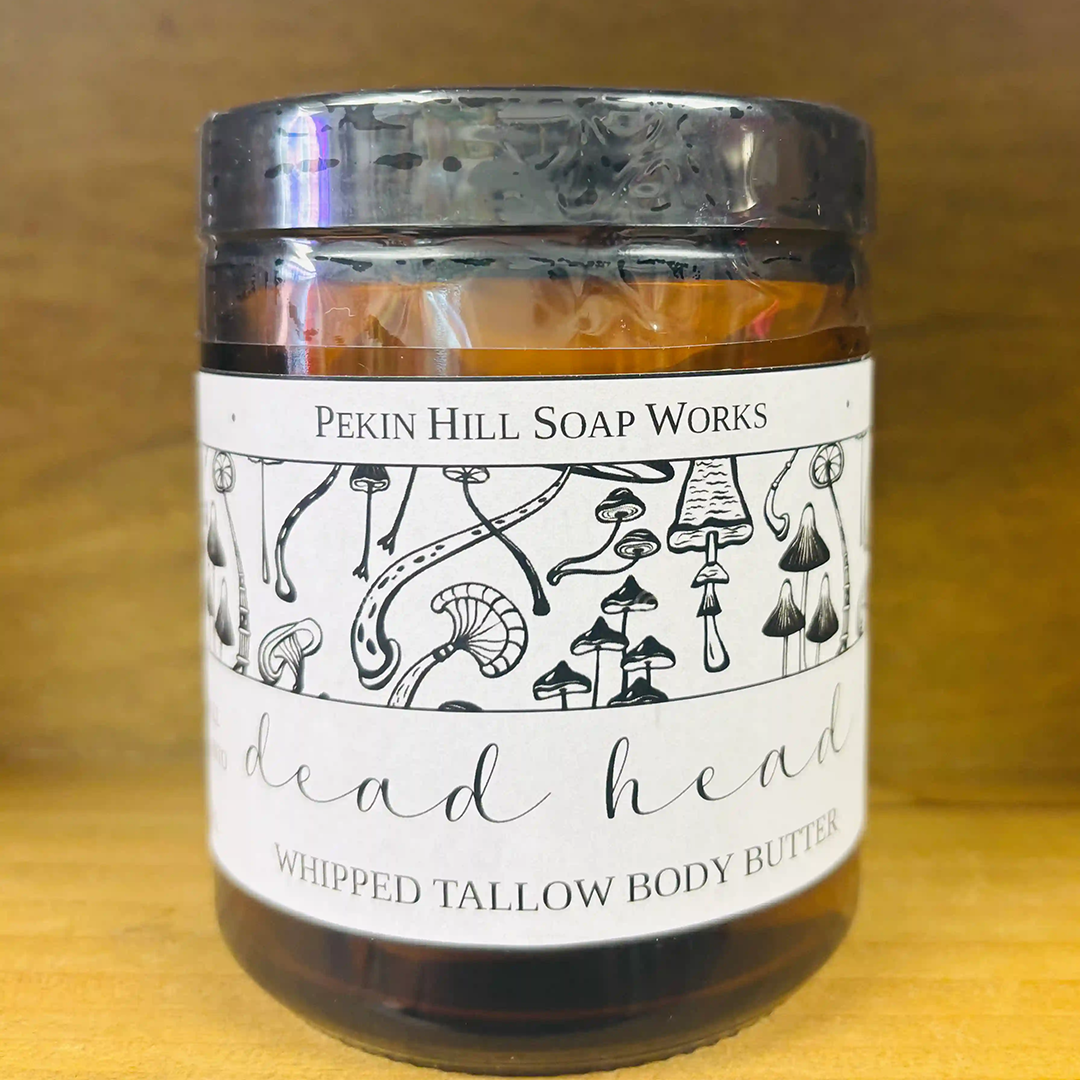 PEKIN HILL SOAP WORKS
dead head
WHIPPED TALLOW BODY BUTTER